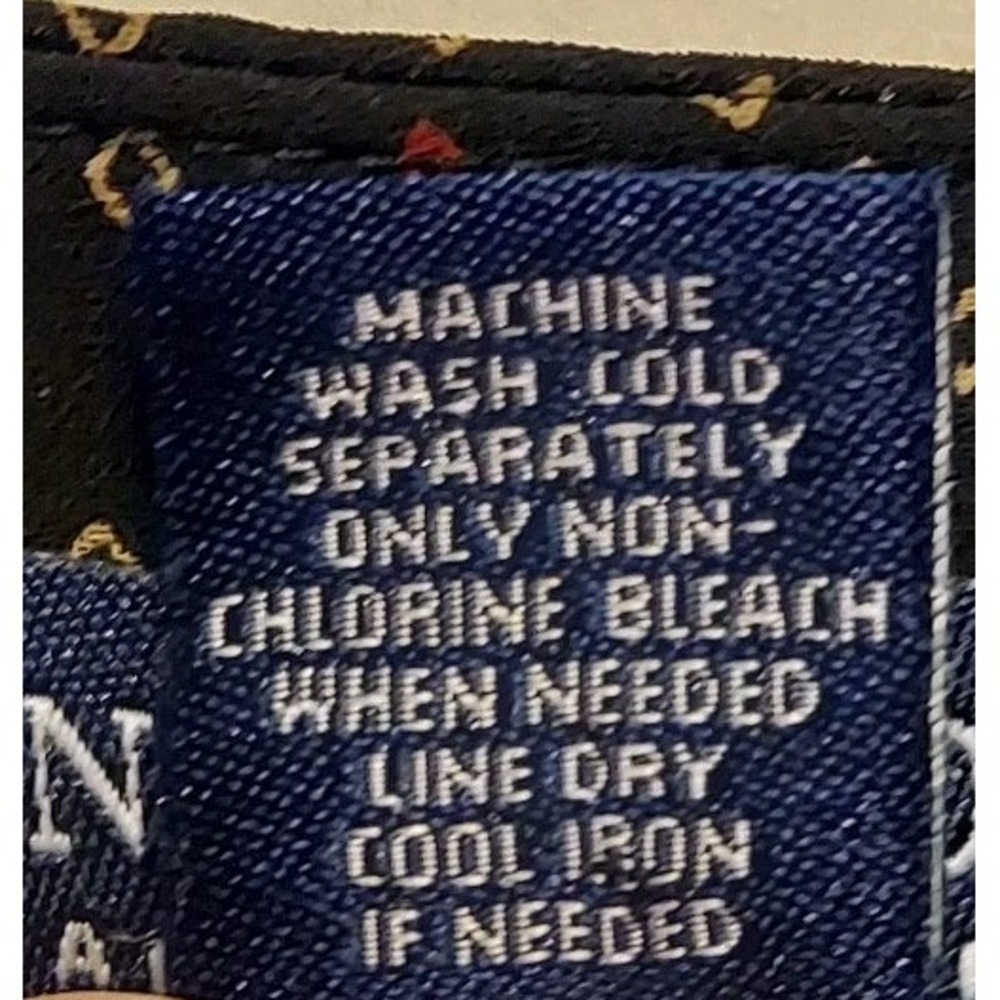 MACHINE
WASH COLD
SEPARATELY
ONLY NON-
CHLORINE BLEACH
WHEN NEEDED
LINE DRY
COOL IRON
IF NEEDED
N